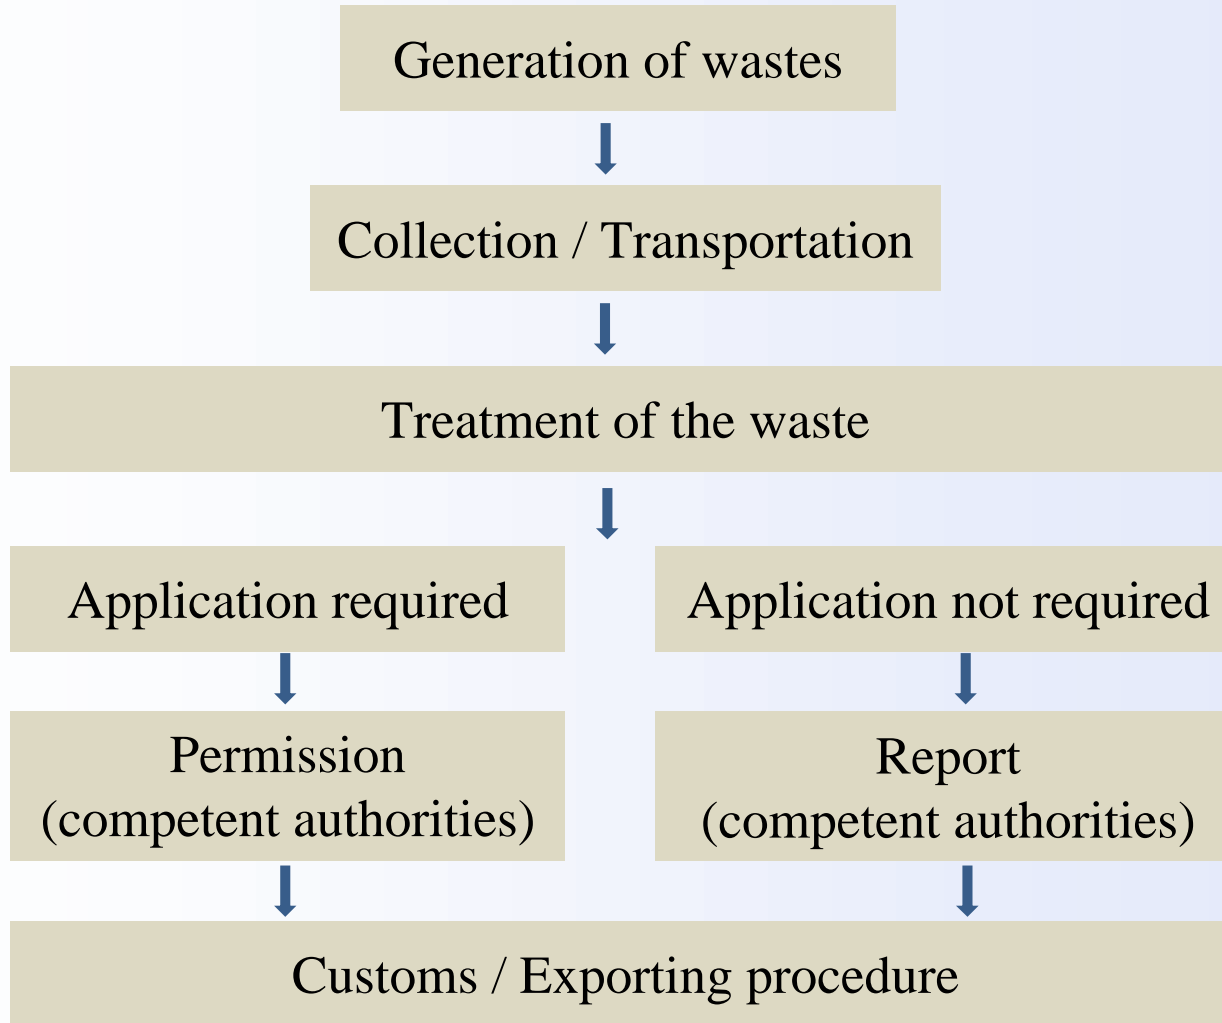 Generation of wastes
Collection / Transportation
Treatment of the waste
Application required
Application not required
Permission
(competent authorities)
Report
(competent authorities)
Customs / Exporting procedure